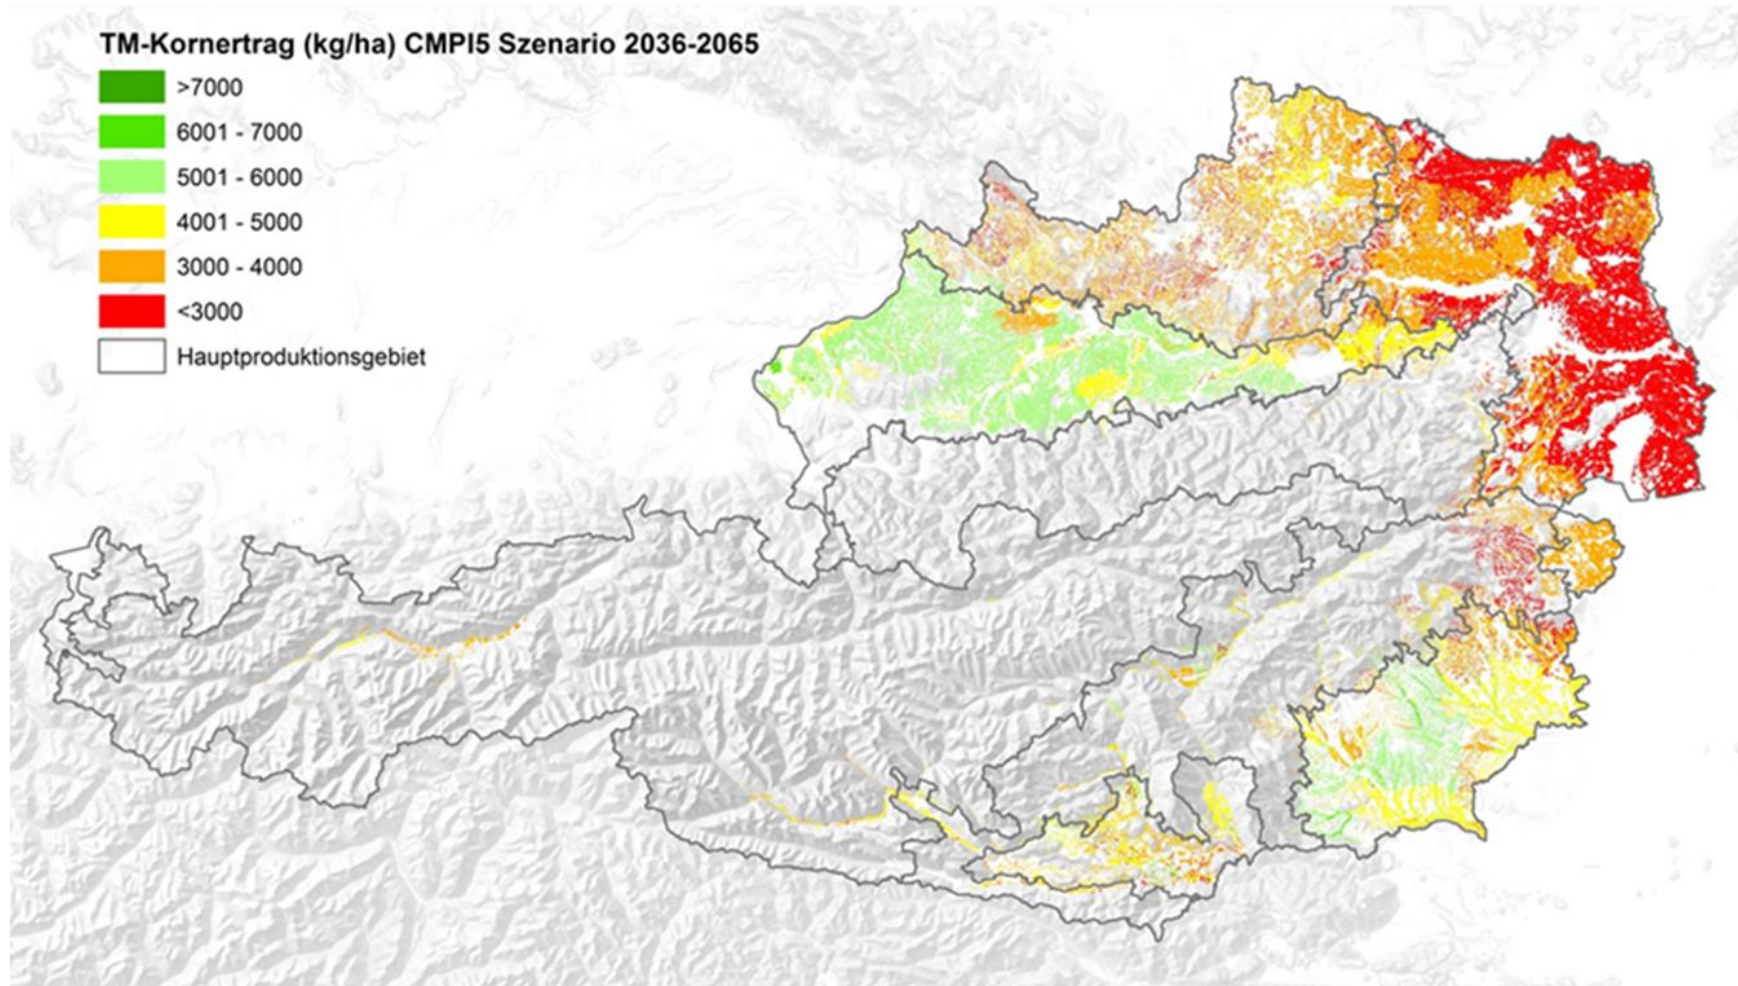 TM-Kornertrag (kg/ha) CMPI5 Szenario 2036-2065
>7000
6001 - 7000
5001 - 6000
4001 - 5000
3000 - 4000
<3000
Hauptproduktionsgebiet